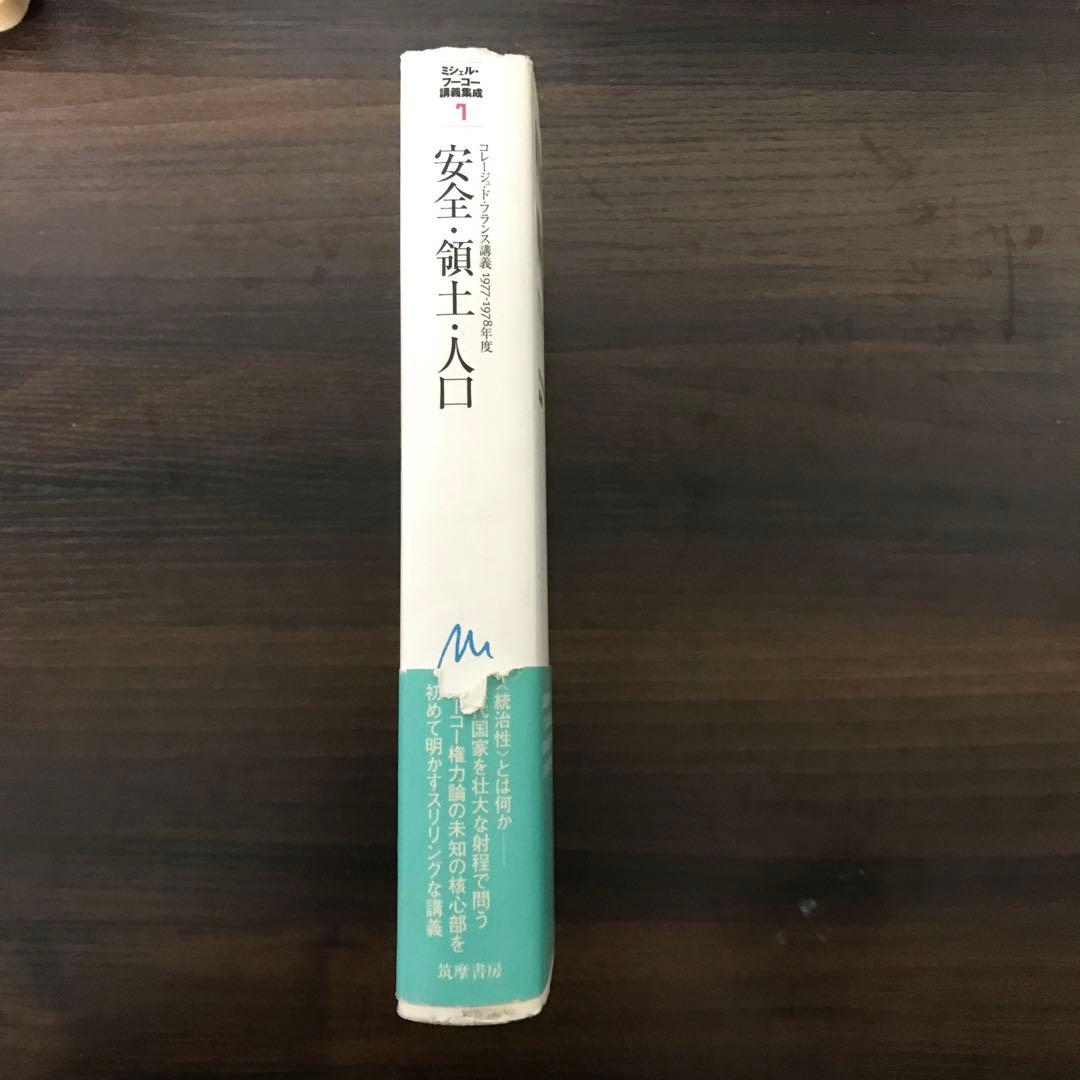 ミシェル・
フーコー
講義集成
7
コレージュ・ド・フランス講義 1977-1978年度
安全・領土・人口
〈統治性〉とは何か——
代国家を壮大な射程で問う
コー権力論の未知の核心部を
初めて明かすスリリングな講義
筑摩書房